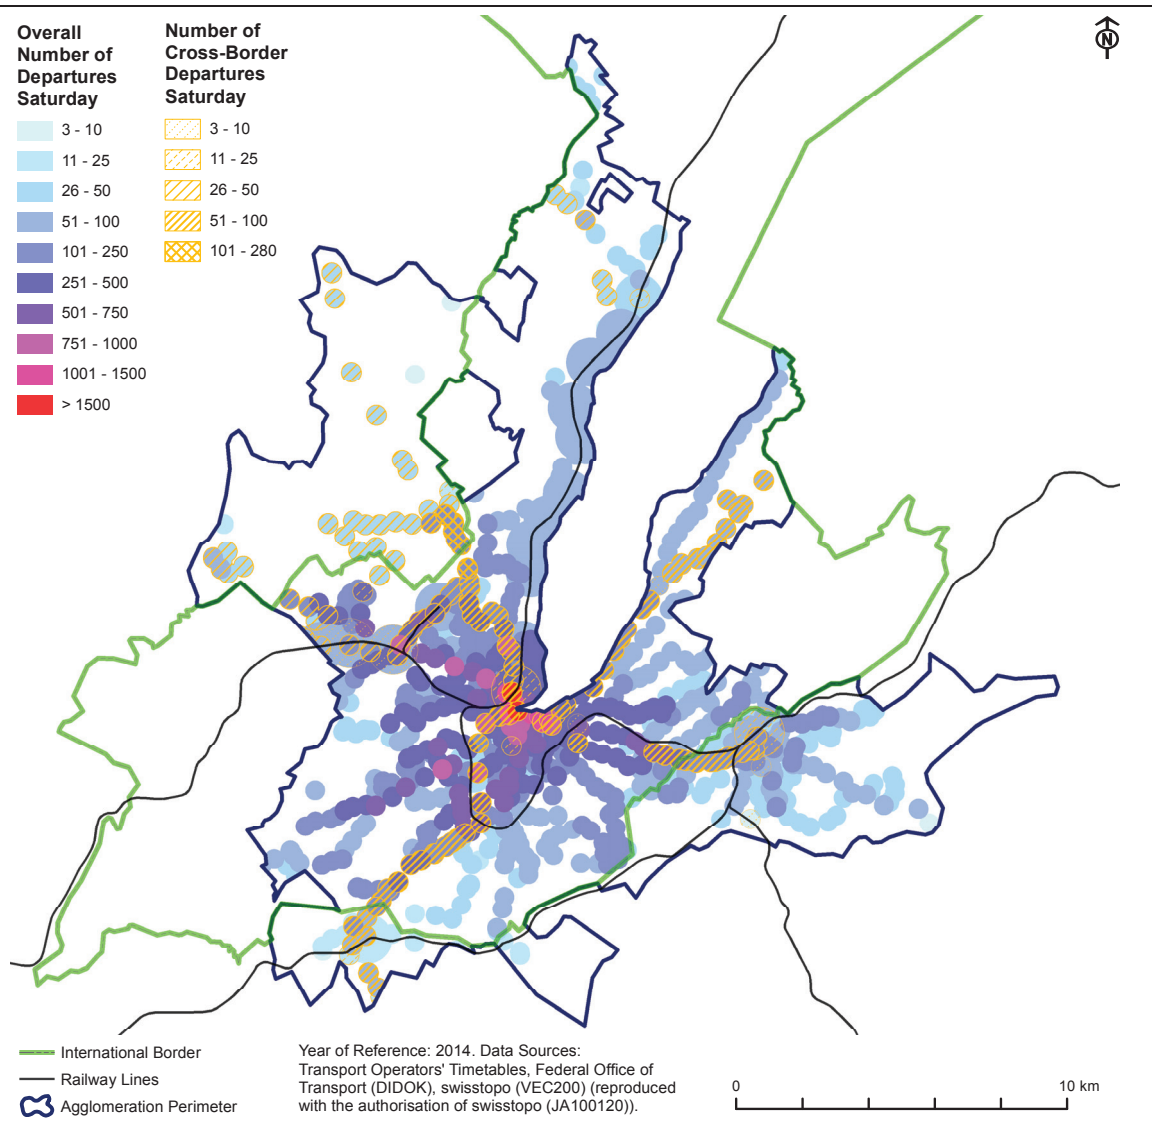 Overall
Number of
Departures
Saturday
3 - 10
11 - 25
26 - 50
51 - 100
101 - 250
251 - 500
501 - 750
751 - 1000
1001 - 1500
> 1500
Number of
Cross-Border
Departures
Saturday
3 - 10
11 - 25
26 - 50
51 - 100
101 - 280
N
International Border
Railway Lines
Agglomeration Perimeter
Year of Reference: 2014. Data Sources:
Transport Operators' Timetables, Federal Office of
Transport (DIDOK), swisstopo (VEC200) (reproduced
with the authorisation of swisstopo (JA100120)).
0 10 km